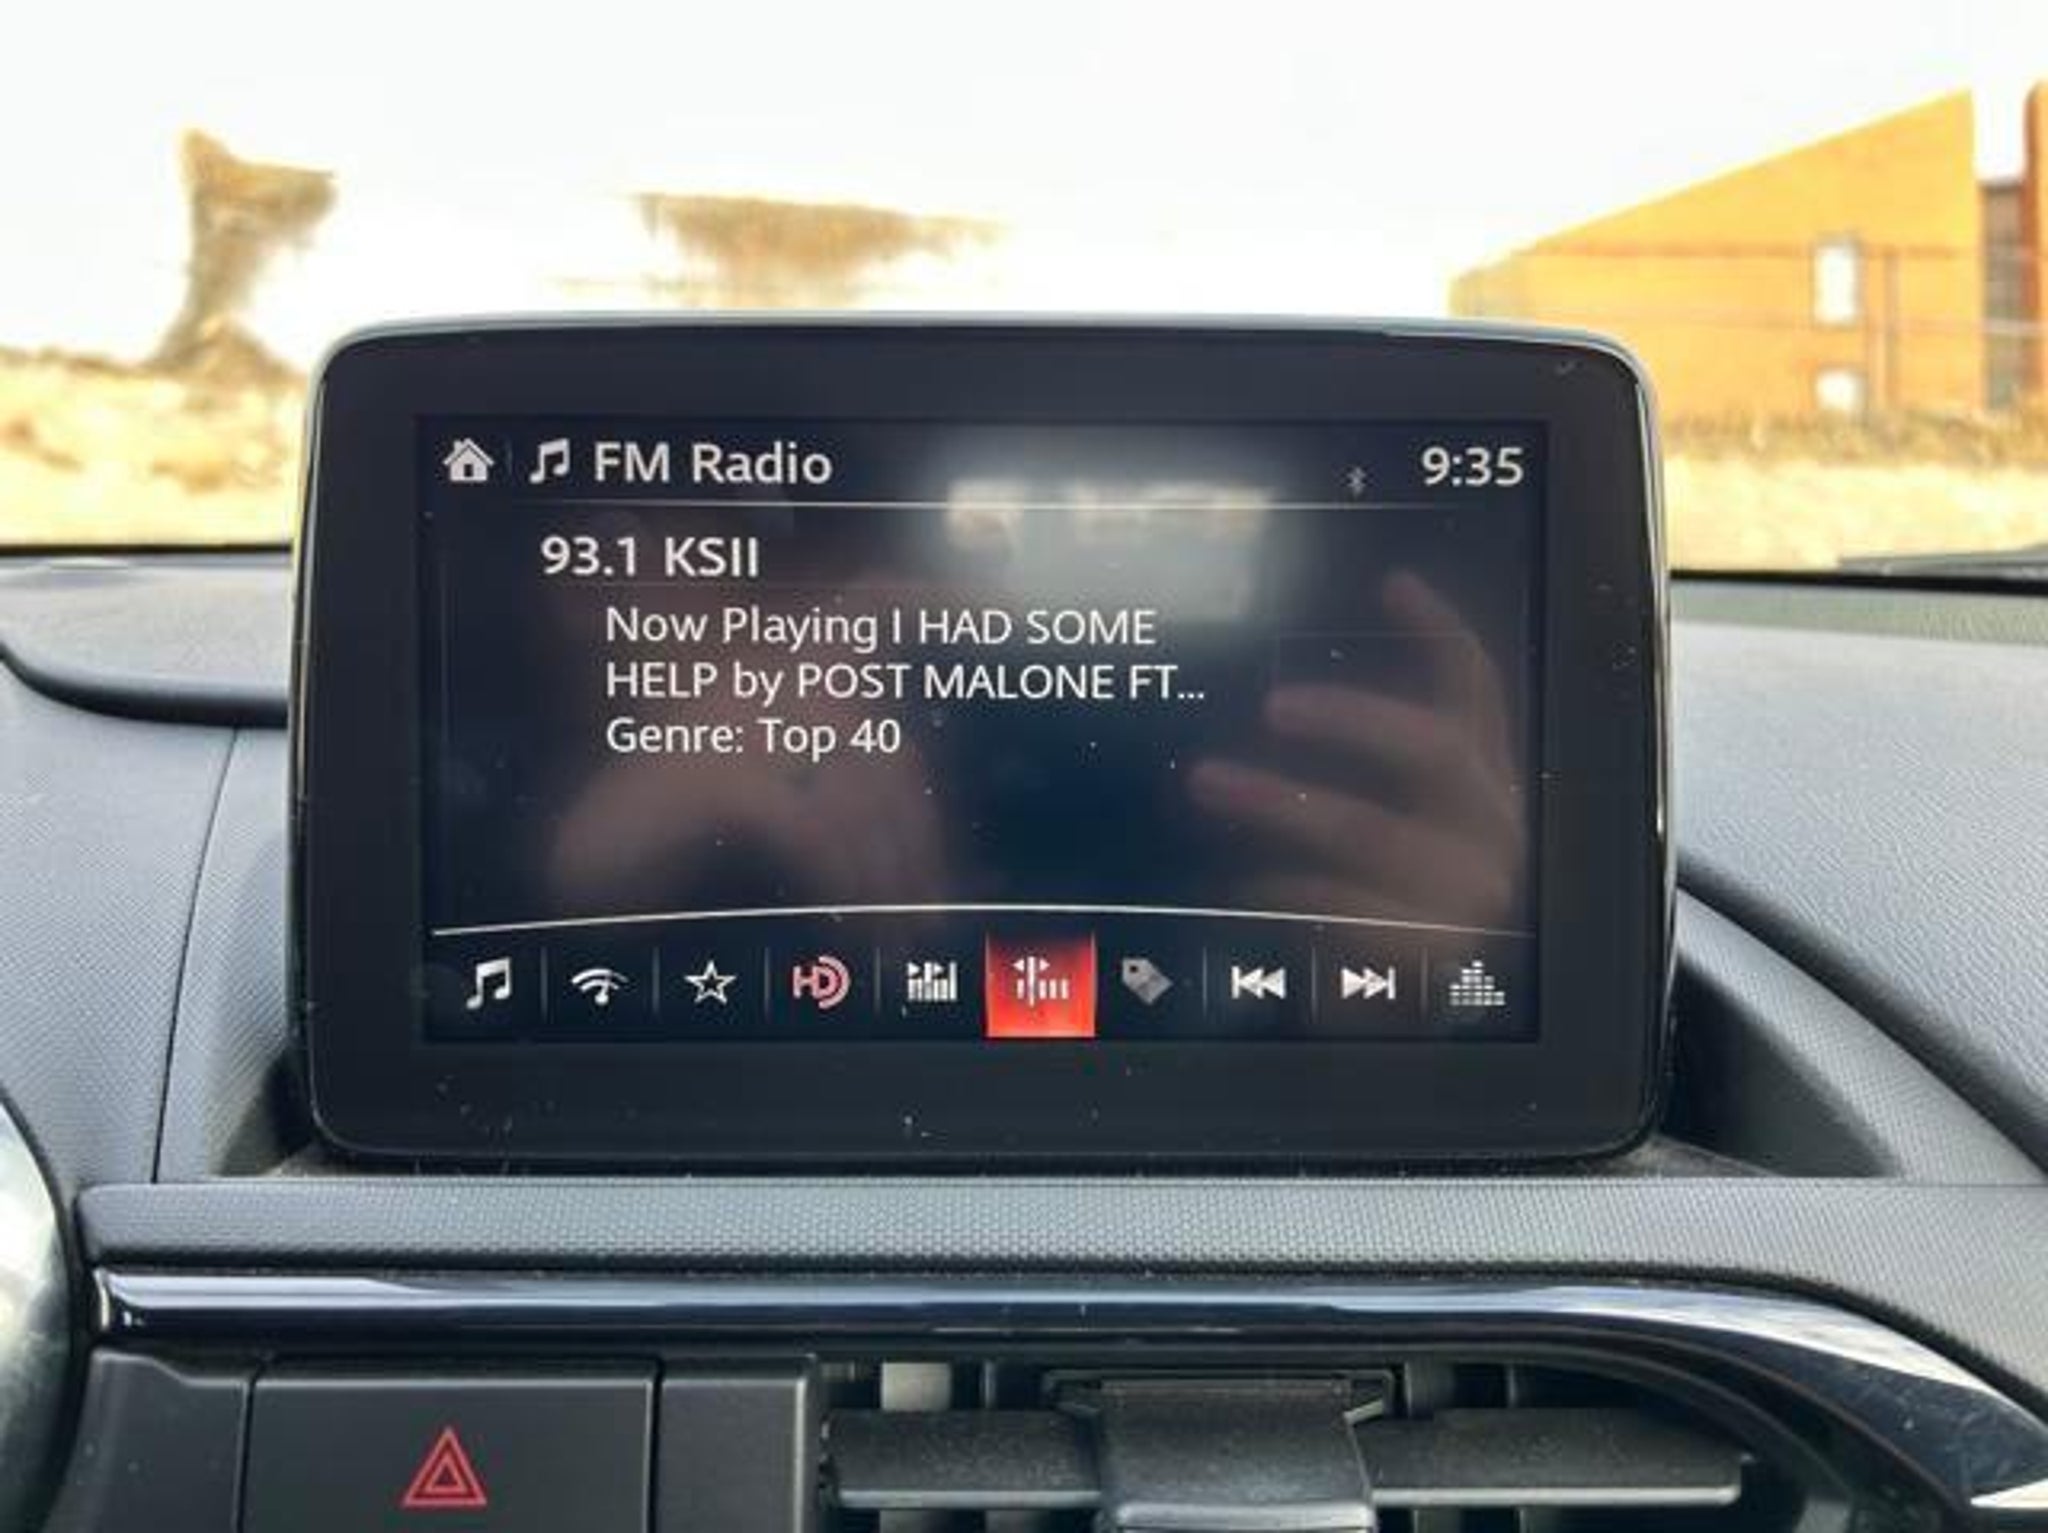 FM Radio
9:35
93.1 KSII
Now Playing I HAD SOME
HELP by POST MALONE FT...
Genre: Top 40
HD